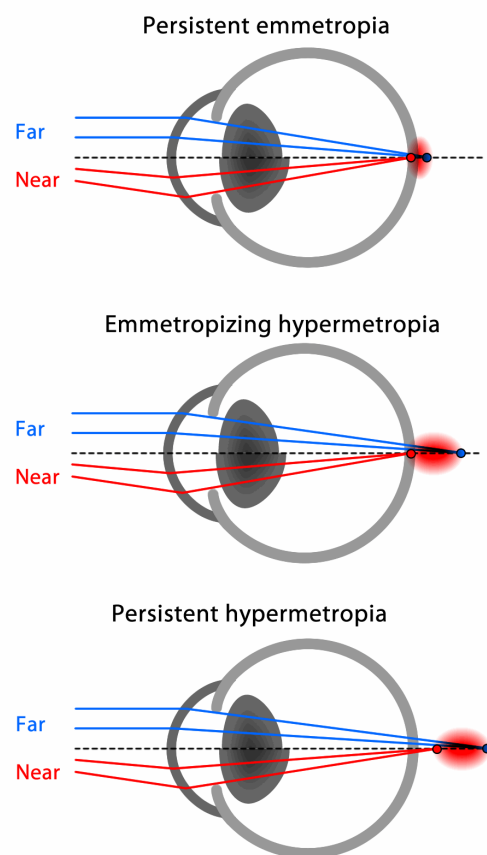 Persistent emmetropia
Far
Near
Emmetropizing hypermetropia
Far
Near
Persistent hypermetropia
Far
Near